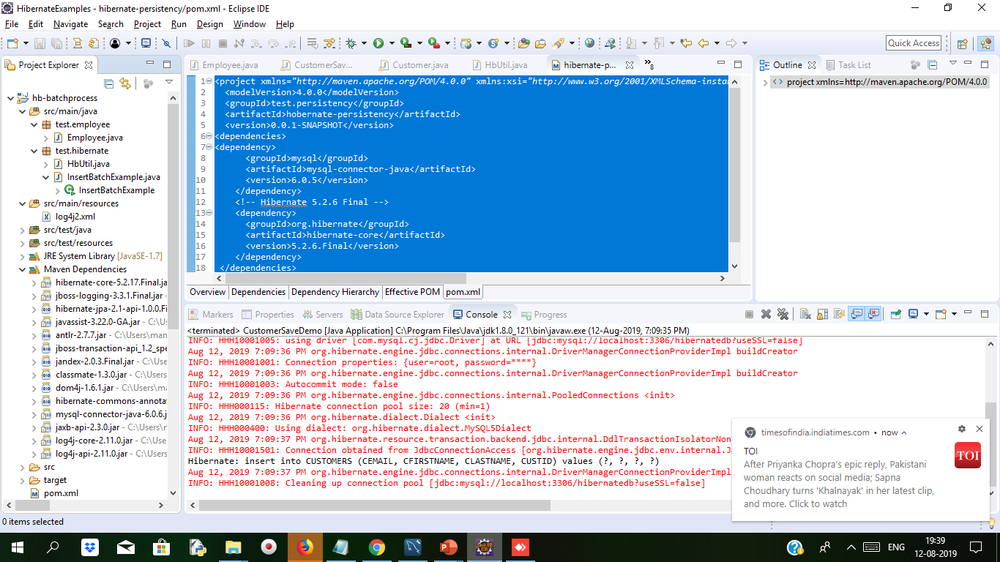 HibernateExamples - hibernate-persistency/pom.xml - Eclipse IDE
File Edit Navigate Search Project Run Design Window Help
Quick Access
Project Explorer
hb-batchprocess
src/main/java
test.employee
Employee.java
test.hibernate
HbUtil.java
InsertBatchExample.java
InsertBatchExample
src/main/resources
log4j2.xml
src/test/java
src/test/resources
JRE System Library [JavaSE-1.7]
Maven Dependencies
hibernate-core-5.2.17.Final.ja
jboss-logging-3.3.1.Final.jar -
hibernate-jpa-2.1-api-1.0.0.Fi
javassist-3.22.0-GA.jar - C:\Us
antlr-2.7.7.jar - C:\Users\man
jboss-transaction-api_1.2_spe
jandex-2.0.3.Final.jar - C:\Use
classmate-1.3.0.jar - C:\Users
dom4j-1.6.1.jar - C:\Users\ma
hibernate-commons-annota
mysql-connector-java-6.0.6.j
jaxb-api-2.3.0.jar - C:\Users\
log4j-core-2.11.0.jar - C:\Us
log4j-api-2.11.0.jar - C:\User
src
target
pom.xml
Employee.java CustomerSav... Customer.java HbUtil.java hibernate-p... 8
1 <project xmlns="http://maven.apache.org/POM/4.0.0" xmlns:xsi="http://www.w3.org/2001/XMLSchema-instan
2 <modelVersion>4.0.0</modelVersion>
3 <groupId>test.persistency</groupId>
4 <artifactId>hobernate-persistency</artifactId>
5 <version>0.0.1-SNAPSHOT</version>
6 <dependencies>
7 <dependency>
8 <groupId>mysql</groupId>
9 <artifactId>mysql-connector-java</artifactId>
10 <version>6.0.5</version>
11 </dependency>
12 <!-- Hibernate 5.2.6 Final -->
13 <dependency>
14 <groupId>org.hibernate</groupId>
15 <artifactId>hibernate-core</artifactId>
16 <version>5.2.6.Final</version>
17 </dependency>
18 </dependencies>
Overview Dependencies Dependency Hierarchy Effective POM pom.xml
Outline Task List
project xmlns=http://maven.apache.org/POM/4.0.0
Markers Properties Servers Data Source Explorer Console Progress
<terminated> CustomerSaveDemo [Java Application] C:\Program Files\Java\jdk1.8.0_121\bin\javaw.exe (12-Aug-2019, 7:09:35 PM)
INFO: HHH10001005: using driver [com.mysql.cj.jdbc.Driver] at URL [jdbc:mysql://localhost:3306/hibernatedb?useSSL=false]
Aug 12, 2019 7:09:36 PM org.hibernate.engine.jdbc.connections.internal.DriverManagerConnectionProviderImpl buildCreator
INFO: HHH10001001: Connection properties: {user=root, password=****}
Aug 12, 2019 7:09:36 PM org.hibernate.engine.jdbc.connections.internal.DriverManagerConnectionProviderImpl buildCreator
INFO: HHH10001003: Autocommit mode: false
Aug 12, 2019 7:09:36 PM org.hibernate.engine.jdbc.connections.internal.PooledConnections <init>
INFO: HHH000115: Hibernate connection pool size: 20 (min=1)
Aug 12, 2019 7:09:36 PM org.hibernate.dialect.Dialect <init>
INFO: HHH000400: Using dialect: org.hibernate.dialect.MySQL5Dialect
Aug 12, 2019 7:09:37 PM org.hibernate.resource.transaction.backend.jdbc.internal.DdlTransactionIsolatorNon
INFO: HHH10001501: Connection obtained from JdbcConnectionAccess [org.hibernate.engine.jdbc.env.internal.J
Hibernate: insert into CUSTOMERS (CEMAIL, CFIRSTNAME, CLASTNAME, CUSTID) values (?, ?, ?, ?)
Aug 12, 2019 7:09:37 PM org.hibernate.engine.jdbc.connections.internal.DriverManagerConnectionProviderImpl
INFO: HHH10001008: Cleaning up connection pool [jdbc:mysql://localhost:3306/hibernatedb?useSSL=false]
timesofindia.indiatimes.com • now
TOI
After Priyanka Chopra's epic reply, Pakistani
woman reacts on social media; Sapna
Choudhary turns 'Khalnayak' in her latest clip,
and more. Click to watch
TOI
0 items selected
ENG
19:39
12-08-2019